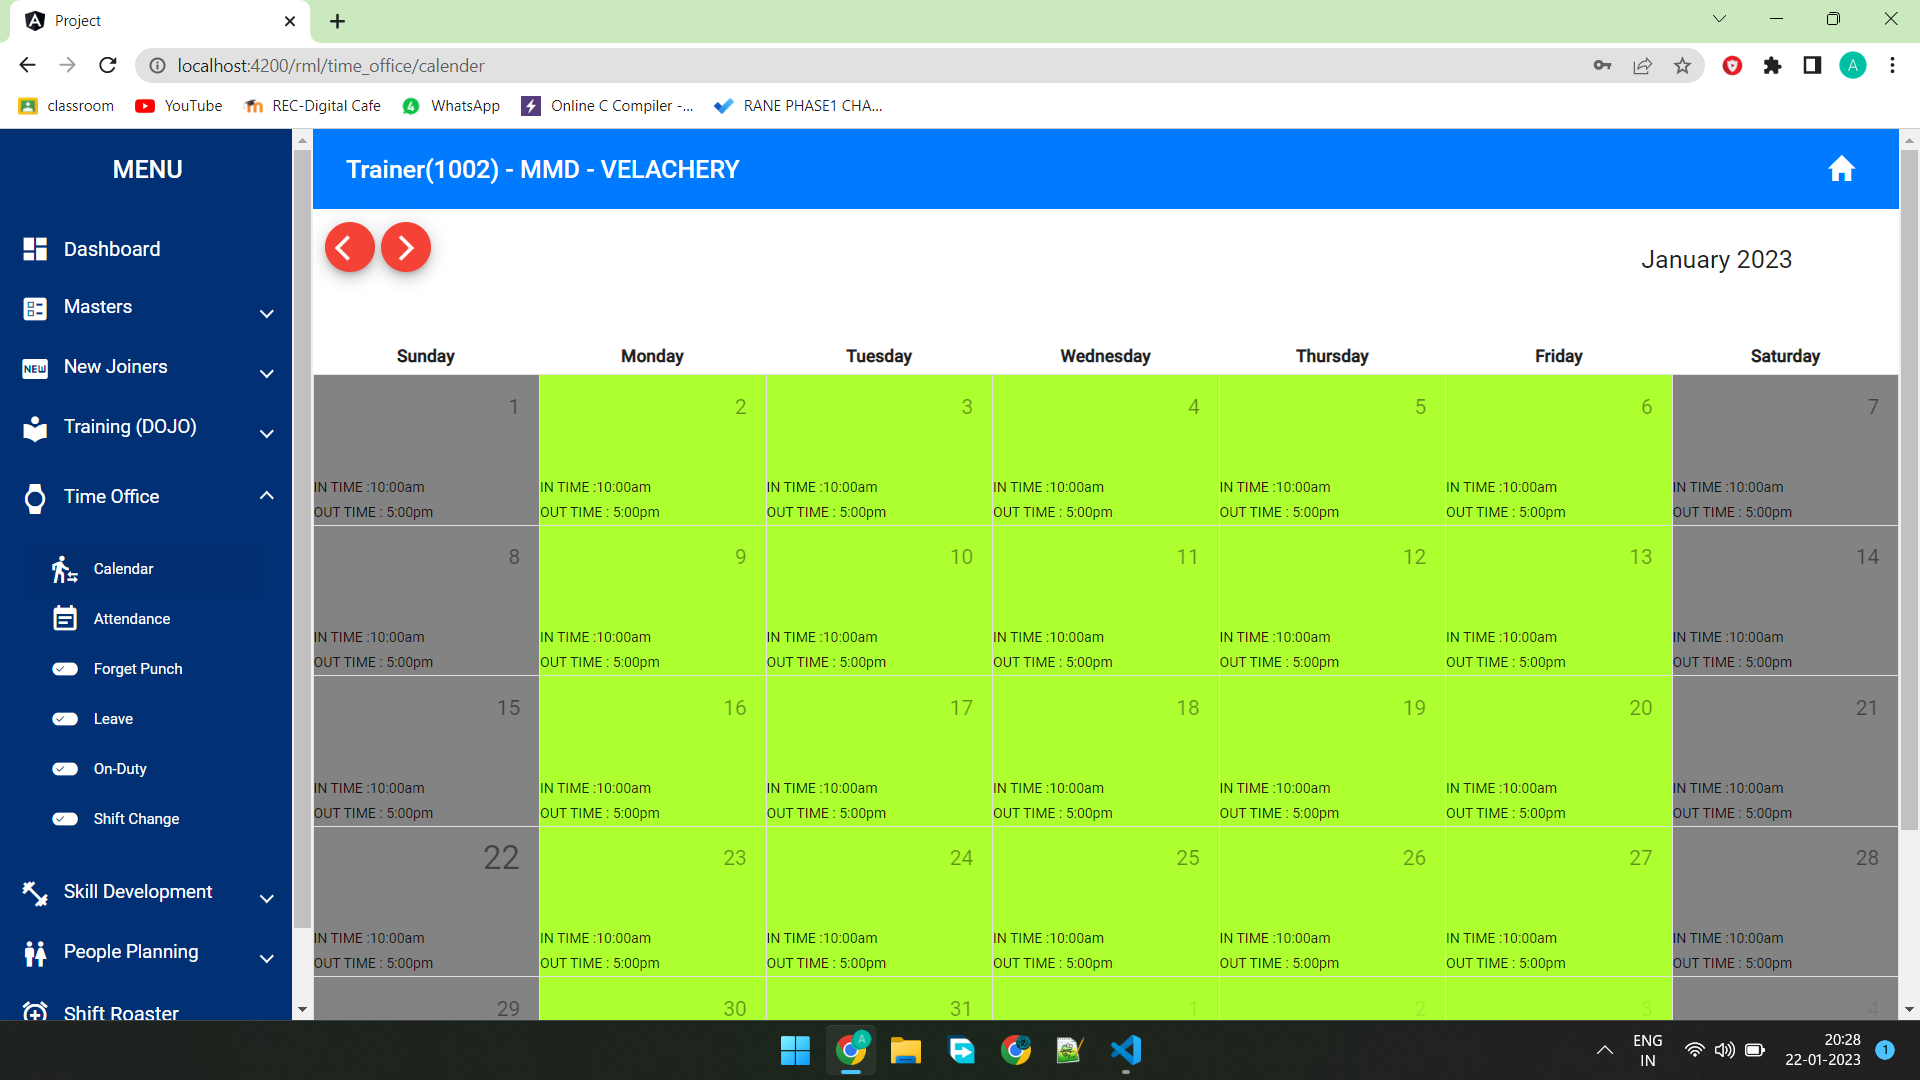 Project
localhost:4200/rml/time_office/calender
classroom YouTube REC-Digital Cafe WhatsApp Online C Compiler -... RANE PHASE1 CHA...
MENU
Dashboard
Masters
New Joiners
Training (DOJO)
Time Office
Calendar
Attendance
Forget Punch
Leave
On-Duty
Shift Change
Skill Development
People Planning
Shift Roaster
Trainer(1002) - MMD - VELACHERY
January 2023
Sunday Monday Tuesday Wednesday Thursday Friday Saturday
1 2 3 4 5 6 7
IN TIME :10:00am IN TIME :10:00am IN TIME :10:00am IN TIME :10:00am IN TIME :10:00am IN TIME :10:00am IN TIME :10:00am
OUT TIME : 5:00pm OUT TIME : 5:00pm OUT TIME : 5:00pm OUT TIME : 5:00pm OUT TIME : 5:00pm OUT TIME : 5:00pm OUT TIME : 5:00pm
8 9 10 11 12 13 14
IN TIME :10:00am IN TIME :10:00am IN TIME :10:00am IN TIME :10:00am IN TIME :10:00am IN TIME :10:00am IN TIME :10:00am
OUT TIME : 5:00pm OUT TIME : 5:00pm OUT TIME : 5:00pm OUT TIME : 5:00pm OUT TIME : 5:00pm OUT TIME : 5:00pm OUT TIME : 5:00pm
15 16 17 18 19 20 21
IN TIME :10:00am IN TIME :10:00am IN TIME :10:00am IN TIME :10:00am IN TIME :10:00am IN TIME :10:00am IN TIME :10:00am
OUT TIME : 5:00pm OUT TIME : 5:00pm OUT TIME : 5:00pm OUT TIME : 5:00pm OUT TIME : 5:00pm OUT TIME : 5:00pm OUT TIME : 5:00pm
22 23 24 25 26 27 28
IN TIME :10:00am IN TIME :10:00am IN TIME :10:00am IN TIME :10:00am IN TIME :10:00am IN TIME :10:00am IN TIME :10:00am
OUT TIME : 5:00pm OUT TIME : 5:00pm OUT TIME : 5:00pm OUT TIME : 5:00pm OUT TIME : 5:00pm OUT TIME : 5:00pm OUT TIME : 5:00pm
29 30 31 1 2 3 4
ENG
IN
20:28
22-01-2023
1